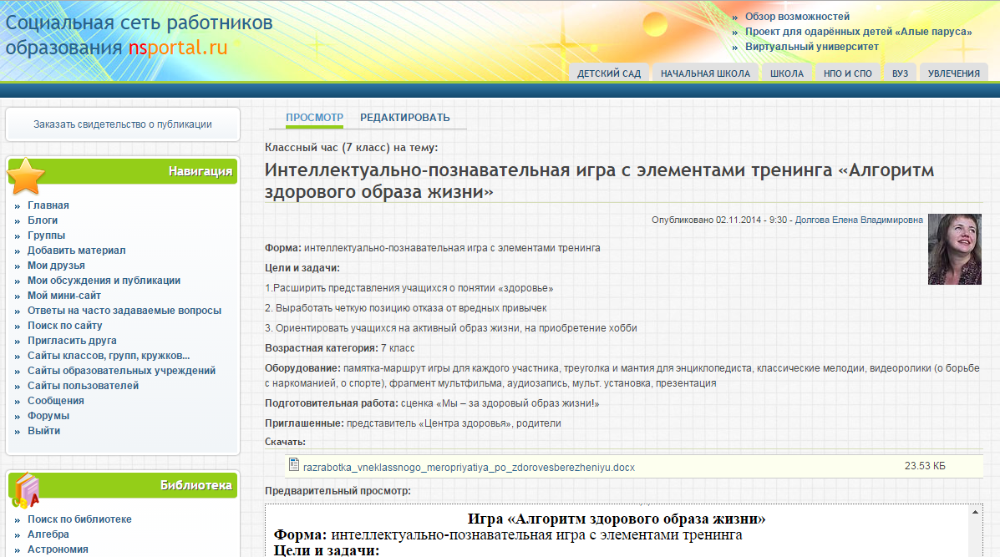 Социальная сеть работников
образования nsportal.ru
Обзор возможностей
Проект для одарённых детей «Алые паруса»
Виртуальный университет
ДЕТСКИЙ САД НАЧАЛЬНАЯ ШКОЛА ШКОЛА НПО И СПО ВУЗ УВЛЕЧЕНИЯ
Заказать свидетельство о публикации
Навигация
Главная
Блоги
Группы
Добавить материал
Мои друзья
Мои обсуждения и публикации
Мой мини-сайт
Ответы на часто задаваемые вопросы
Поиск по сайту
Пригласить друга
Сайты классов, групп, кружков...
Сайты образовательных учреждений
Сайты пользователей
Сообщения
Форумы
Выйти
Библиотека
Поиск по библиотеке
Алгебра
Астрономия
ПРОСМОТР РЕДАКТИРОВАТЬ
Классный час (7 класс) на тему:
Интеллектуально-познавательная игра с элементами тренинга «Алгоритм
здорового образа жизни»
Опубликовано 02.11.2014 - 9:30 - Долгова Елена Владимировна
Форма: интеллектуально-познавательная игра с элементами тренинга
Цели и задачи:
1.Расширить представления учащихся о понятии «здоровье»
2. Выработать четкую позицию отказа от вредных привычек
3. Ориентировать учащихся на активный образ жизни, на приобретение хобби
Возрастная категория: 7 класс
Оборудование: памятка-маршрут игры для каждого участника, треуголка и мантия для энциклопедиста, классические мелодии, видеоролики (о борьбе
с наркоманией, о спорте), фрагмент мультфильма, аудиозапись, мульт. установка, презентация
Подготовительная работа: сценка «Мы – за здоровый образ жизни!»
Приглашенные: представитель «Центра здоровья», родители
Скачать:
razrabotka_vneklassnogo_meropriyatiya_po_zdorovesberezheniyu.docx 23.53 КБ
Предварительный просмотр:
Игра «Алгоритм здорового образа жизни»
Форма: интеллектуально-познавательная игра с элементами тренинга
Цели и задачи: